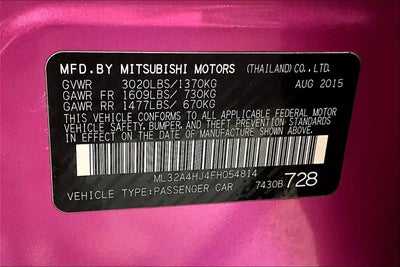 MFD.BY MITSUBISHI MOTORS (THAILAND)CO.,LTD.
GVWR 3020LBS/1370KG AUG 2015
GAWR FR 1609LBS/ 730KG
GAWR RR 1477LBS/ 670KG
THIS VEHICLE CONFORMS TO ALL APPLICABLE FEDERAL MOTOR
VEHICLE SAFETY, BUMPER, AND THEFT PREVENTION STANDARDS
IN EFFECT ON THE DATE OF MANUFACTURE SHOWN ABOVE.
ML32A4HJ4FH054814
VEHICLE TYPE:PASSENGER CAR 7430B 728